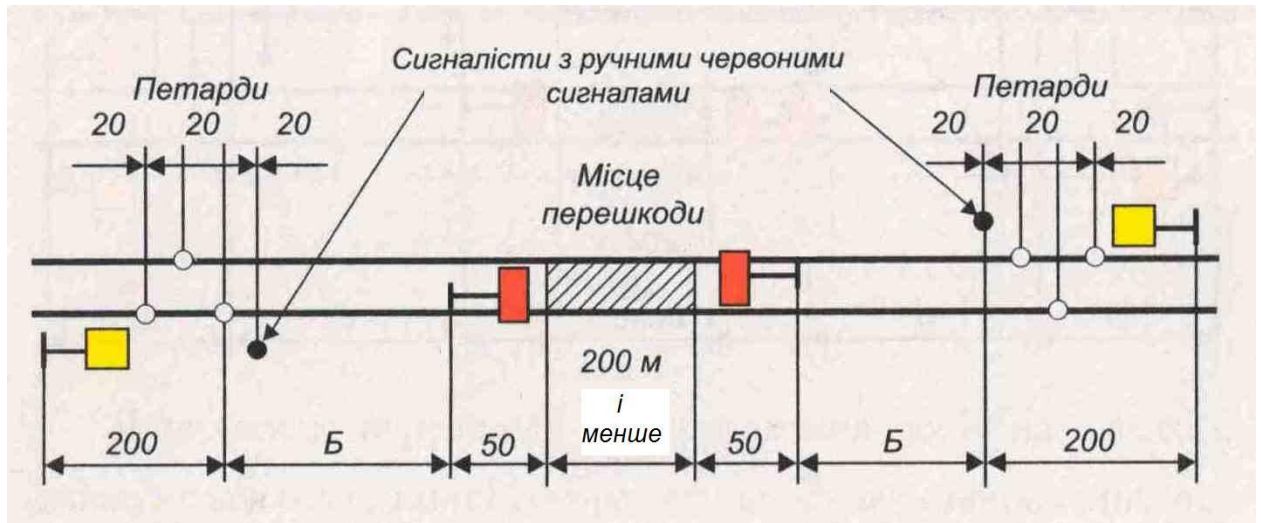 Сигналісти з ручними червоними
сигналами
Петарди
20 20 20
Петарди
20 20 20
Місце
перешкоди
200 м
і
менше
200 Б 50 50 Б 200